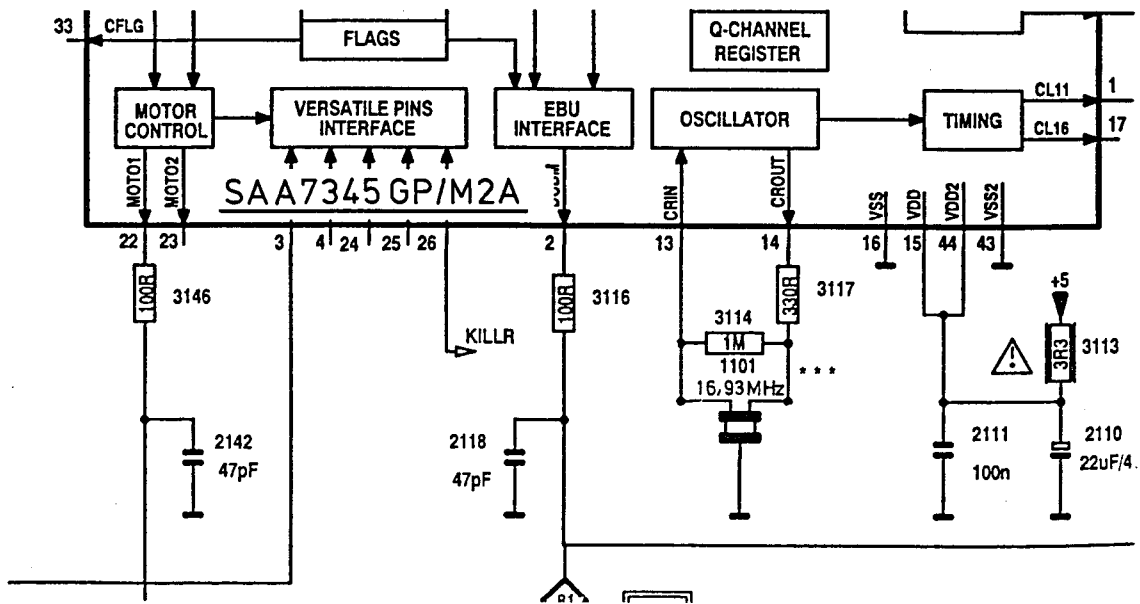 33 CFLG
FLAGS
Q-CHANNEL
REGISTER
MOTOR
CONTROL
VERSATILE PINS
INTERFACE
EBU
INTERFACE
OSCILLATOR
TIMING
CL11 1
CL16 17
MOTO1
MOTO2
SAA7345 GP/M2A
CRIN
CROUT
VSS
VDD
VDD2
VSS2
22 23 3 4 24 25 26 2 13 14 16 15 44 43
100R 3146
100R 3116
330R 3117
+5
3R3 3113
KILLR
3114
1M
1101
16,93MHz
* * *
!
2142
47pF
2118
47pF
2111
100n
2110
22uF/4.